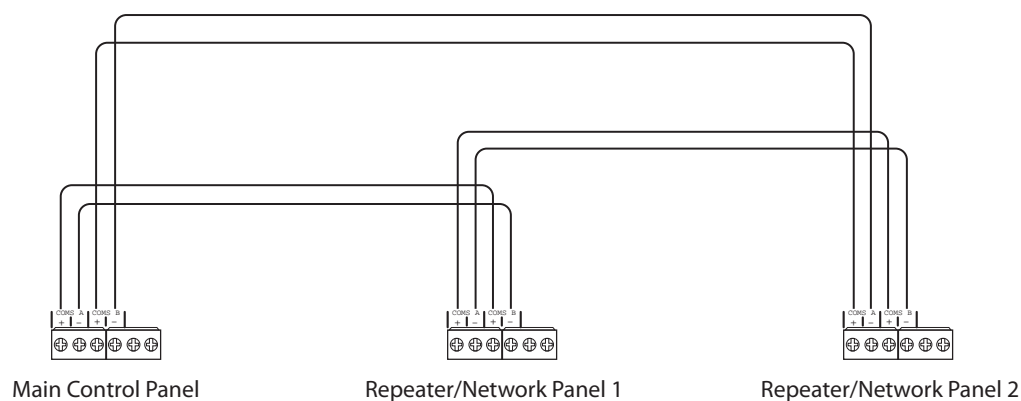 COMS A COMS B
+ - + -
COMS A COMS B
+ - + -
COMS A COMS B
+ - + -
Main Control Panel
Repeater/Network Panel 1
Repeater/Network Panel 2